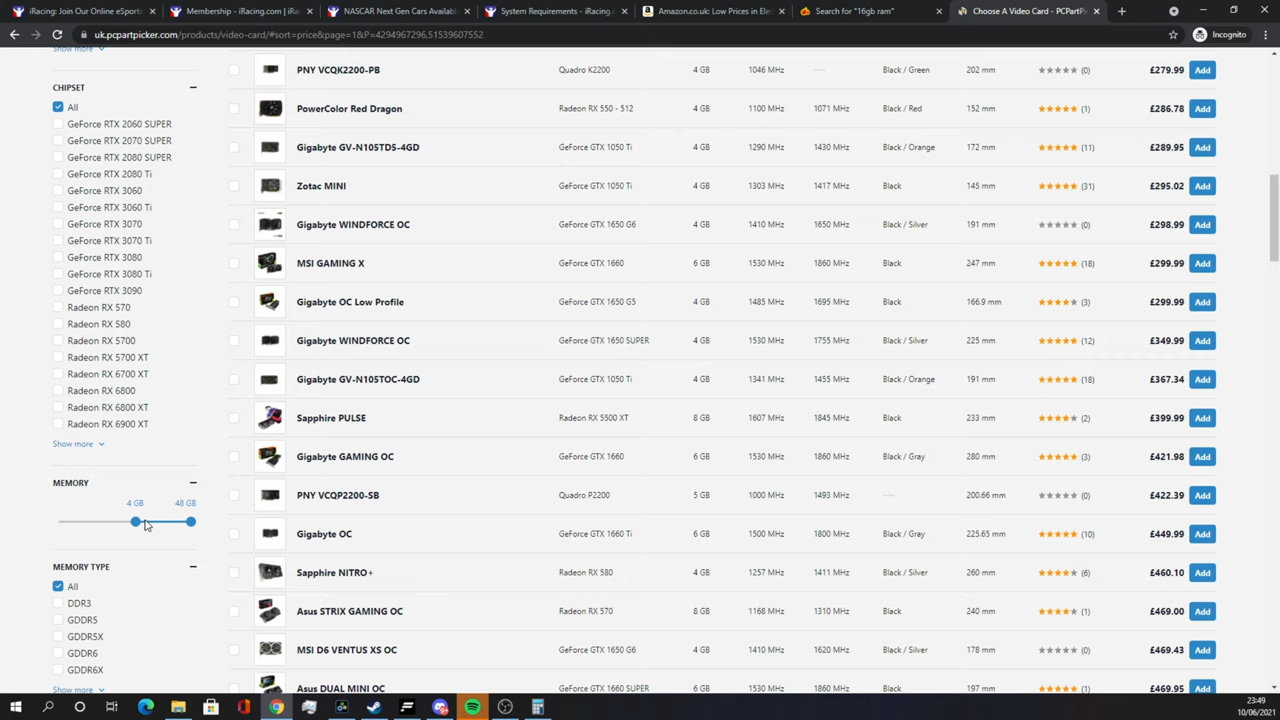 iRacing: Join Our Online eSports
Membership - iRacing.com | iRac
NASCAR Next Gen Cars Availabl
System Requirements - iRacing.
Amazon.co.uk: Low Prices in Elec
Search for "16gb ram"
Choose A Video Card - PCPartPi
uk.pcpartpicker.com/products/video-card/#sort=price&page=1&P=4294967296,51539607552
Incognito
Show more
CHIPSET
All
GeForce RTX 2060 SUPER
GeForce RTX 2070 SUPER
GeForce RTX 2080 SUPER
GeForce RTX 2080 Ti
GeForce RTX 3060
GeForce RTX 3060 Ti
GeForce RTX 3070
GeForce RTX 3070 Ti
GeForce RTX 3080
GeForce RTX 3080 Ti
GeForce RTX 3090
Radeon RX 570
Radeon RX 580
Radeon RX 5700
Radeon RX 5700 XT
Radeon RX 6700 XT
Radeon RX 6800
Radeon RX 6800 XT
Radeon RX 6900 XT
Show more
MEMORY
4 GB 48 GB
MEMORY TYPE
All
DDR3
GDDR5
GDDR5X
GDDR6
GDDR6X
Show more
PNY VCQK2200-PB Quadro K2200 4 GB 1046 MHz Black / Green 202 mm (0) £279.99 Add
PowerColor Red Dragon Radeon RX 550 - 512 4 GB 1100 MHz 1071 MHz Black / Red 152 mm (1) £286.78 Add
Gigabyte GV-N105TD5-4GD GeForce GTX 1050 Ti 4 GB 1290 MHz 1430 MHz Black / Orange 172 mm (11) £289.95 Add
Zotac MINI GeForce GTX 1050 Ti 4 GB 1303 MHz 1417 MHz Black 145 mm (31) £295.02 Add
Gigabyte WINDFORCE OC GeForce GTX 1650 G6 4 GB 1410 MHz 1650 MHz Black / Silver 191 mm (0) £298.99 Add
MSI GAMING X GeForce GTX 1660 6 GB 1530 MHz 1860 MHz Black 247 mm (18) £299.99 Add
Gigabyte OC Low Profile GeForce GTX 1650 G5 4 GB 1485 MHz 1695 MHz Black 166.9 mm (3) £299.99 Add
Gigabyte WINDFORCE OC GeForce GTX 1650 SUPER 4 GB 1530 MHz 1755 MHz Black / Silver 225 mm (12) £349.99 Add
Gigabyte GV-N105TOC-4GD GeForce GTX 1050 Ti 4 GB 1341 MHz 1455 MHz Black / Orange 191 mm (18) £367.34 Add
Sapphire PULSE Radeon RX 5500 XT 8 GB 1607 MHz 1845 MHz Black 233 mm (2) £399.99 Add
Gigabyte GAMING OC GeForce GTX 1660 6 GB 1530 MHz 1860 MHz Black / Gray 280 mm (3) £421.98 Add
PNY VCQP2200-SB Quadro P2200 5 GB 1000 MHz 1493 MHz 200.66 mm (0) £422.39 Add
Gigabyte OC GeForce GTX 1660 Ti 6 GB 1500 MHz 1800 MHz Black / Gray 225.65 mm (10) £449.99 Add
Sapphire NITRO+ Radeon RX 580 8 GB 1257 MHz 1411 MHz Black / Silver 260 mm (6) £460.10 Add
Asus STRIX GAMING OC Radeon RX 570 4 GB 1168 MHz 1310 MHz Black 240 mm (1) £469.00 Add
MSI D6 VENTUS XS OC GeForce GTX 1650 G6 4 GB 1410 MHz 1620 MHz Black / Silver 178 mm (0) £469.43 Add
Asus DUAL MINI OC GeForce GTX 1660 SUPER 6 GB 1530 MHz 1860 MHz Black 197 mm (1) £469.95 Add
23:49
10/06/2021